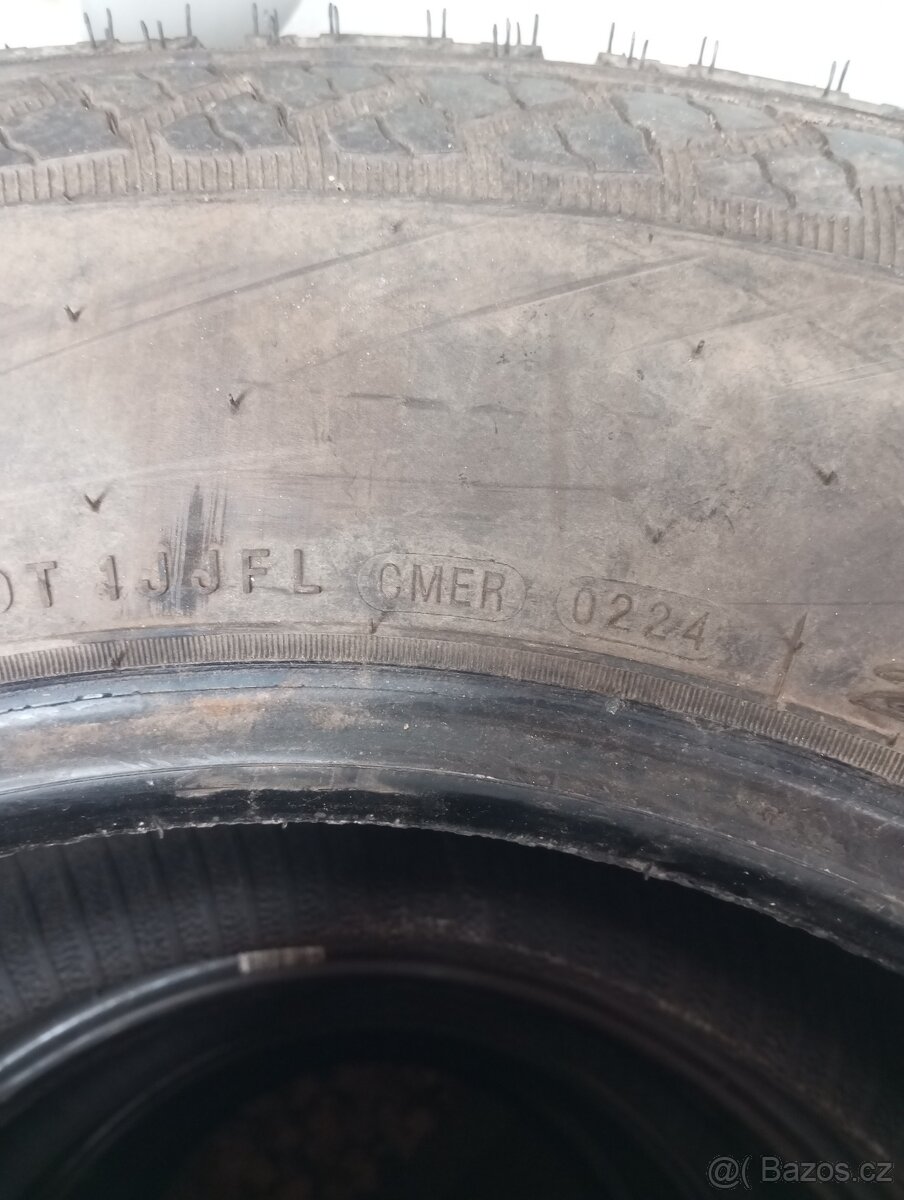 OT 1JJFL CMER 0224
@ Bazos.cz